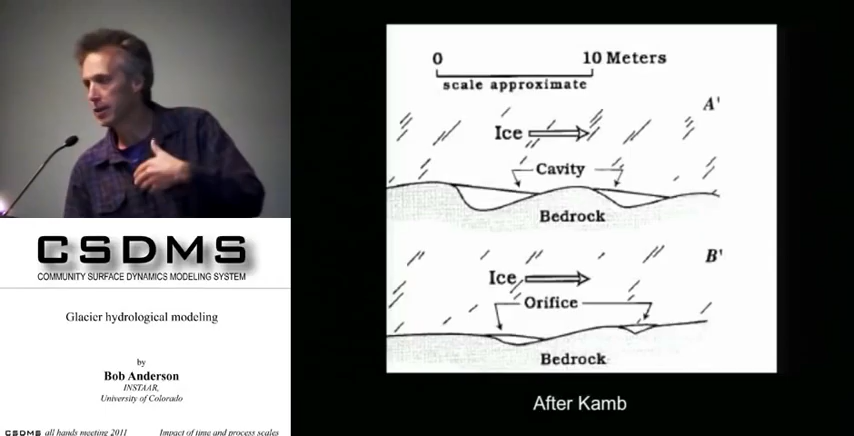 CSDMS
COMMUNITY SURFACE DYNAMICS MODELING SYSTEM
Glacier hydrological modeling
by
Bob Anderson
INSTAAR,
University of Colorado
CSDMS all hands meeting 2011 Impact of time and process scales
0 10 Meters
scale approximate
A'
Ice
Cavity
Bedrock
B'
Ice
Orifice
Bedrock
After Kamb